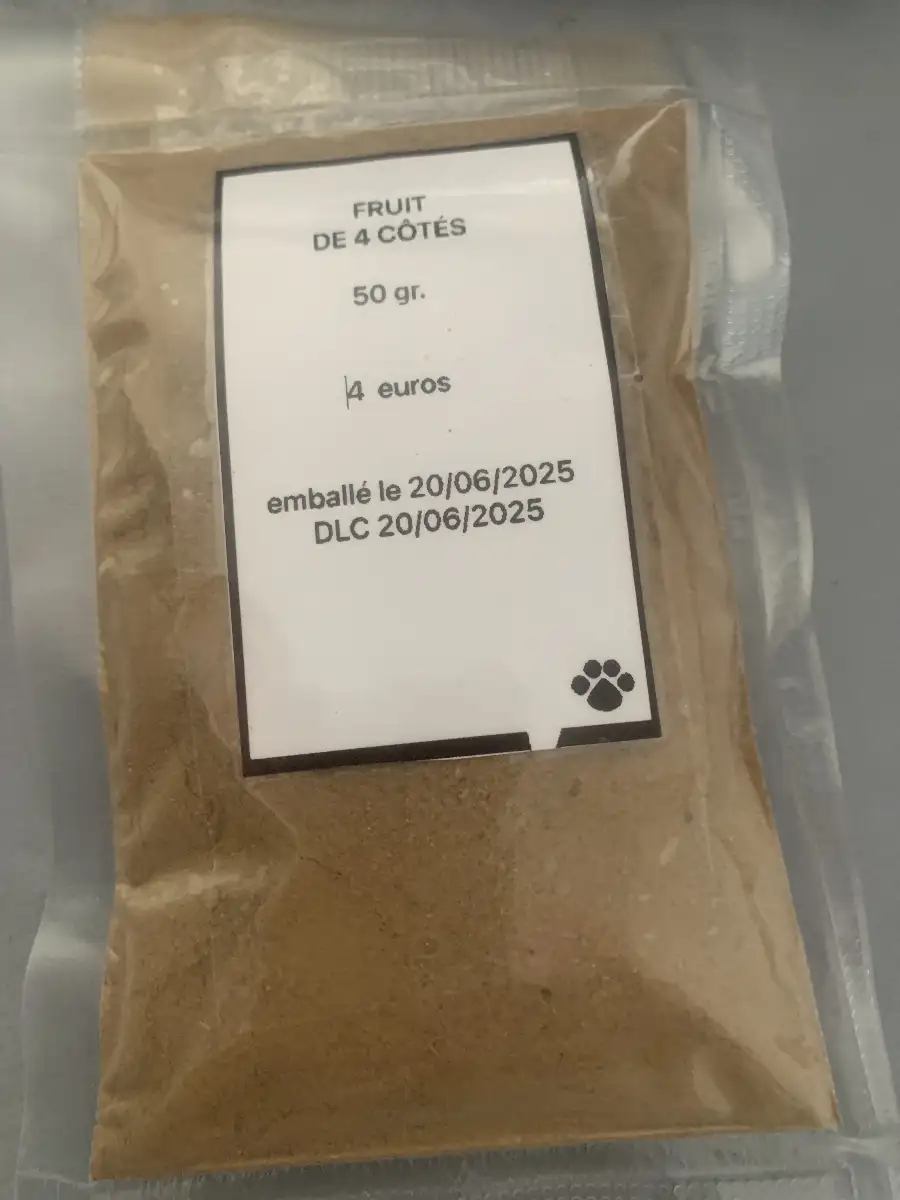 FRUIT
DE 4 CÔTÉS
50 gr.
4 euros
emballé le 20/06/2025
DLC 20/06/2025